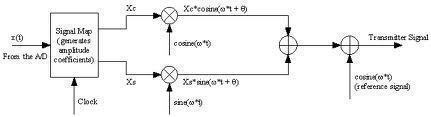 Signal Map
(generates
amplitude
coefficients)
x(t)
From the A/D
Clock
Xc
Xc*cosine(ω*t + θ)
cosine(ω*t)
Xs
Xs*sine(ω*t + θ)
sine(ω*t)
Transmitter Signal
cosine(ω*t)
(reference signal)